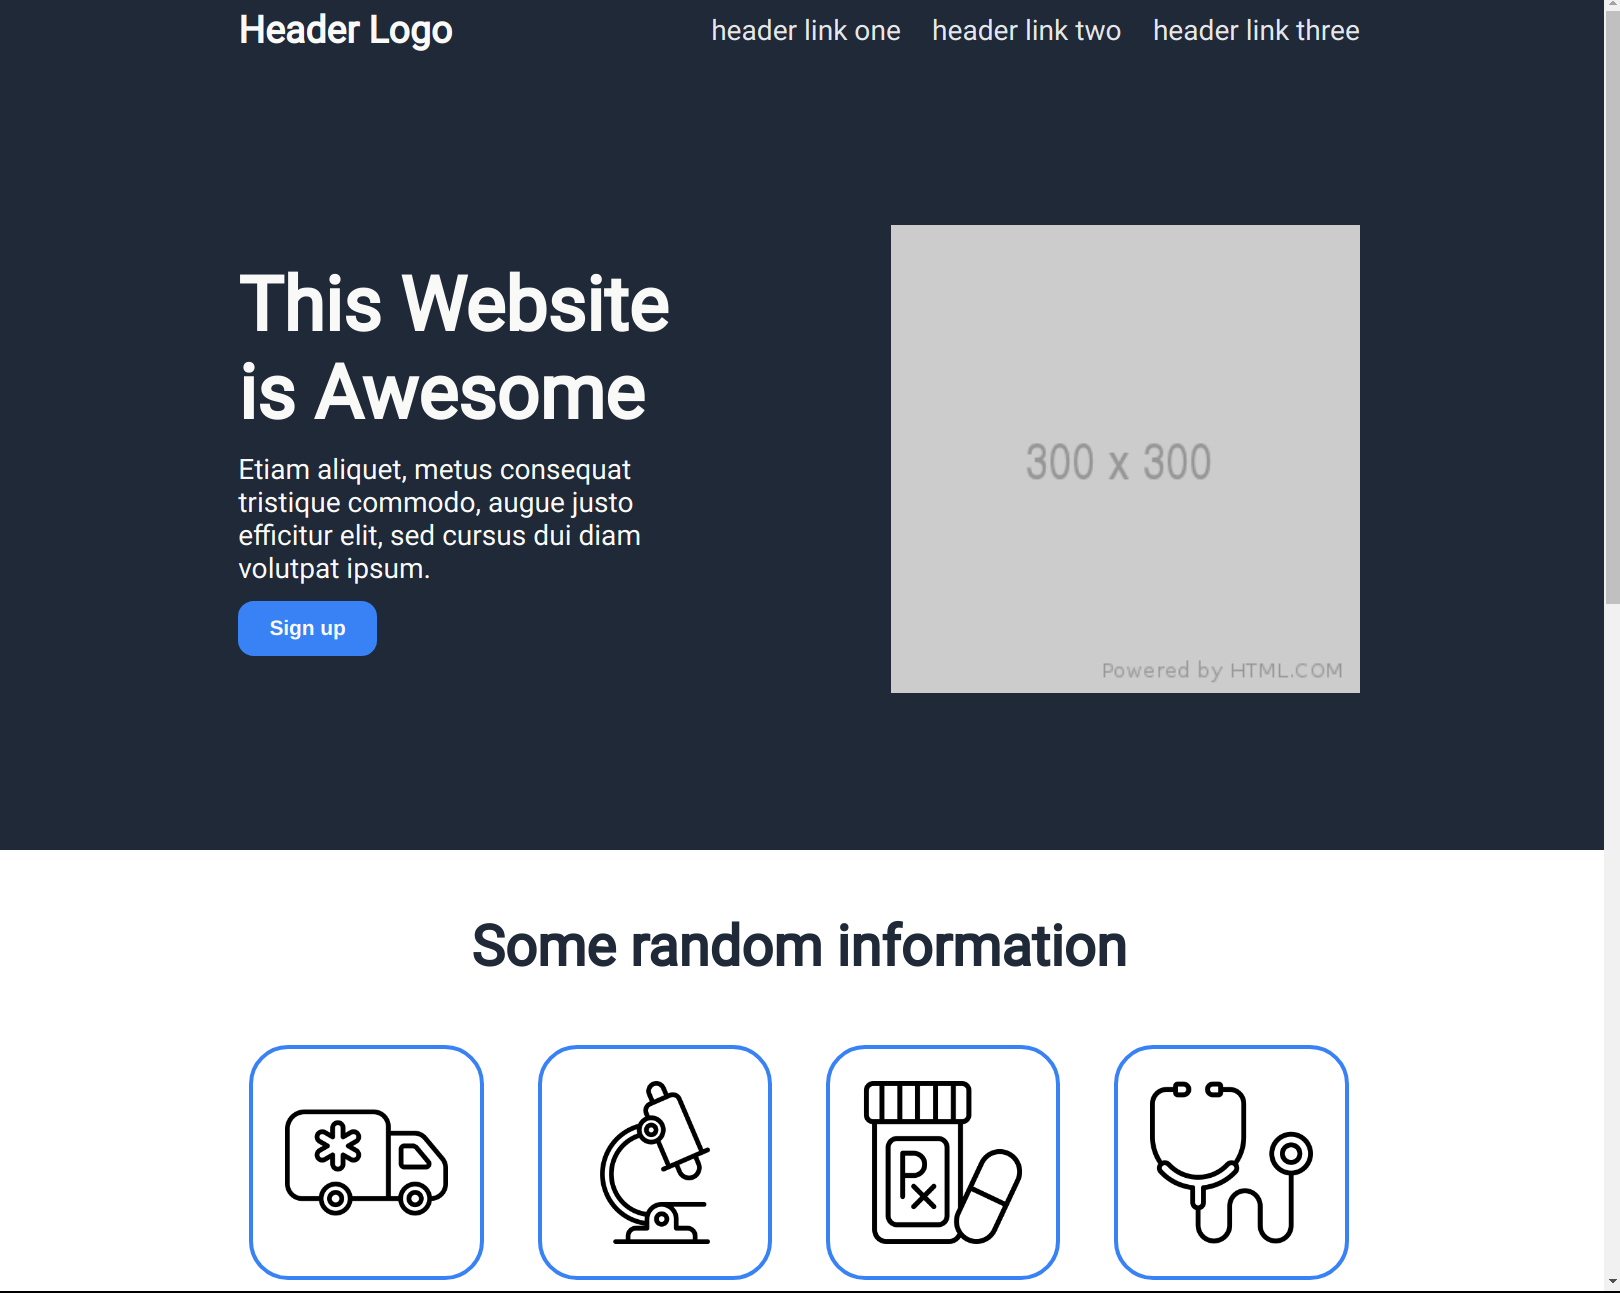 Header Logo
header link one header link two header link three
This Website
is Awesome
Etiam aliquet, metus consequat
tristique commodo, augue justo
efficitur elit, sed cursus dui diam
volutpat ipsum.
Sign up
300 x 300
Powered by HTML.COM
Some random information
Rx